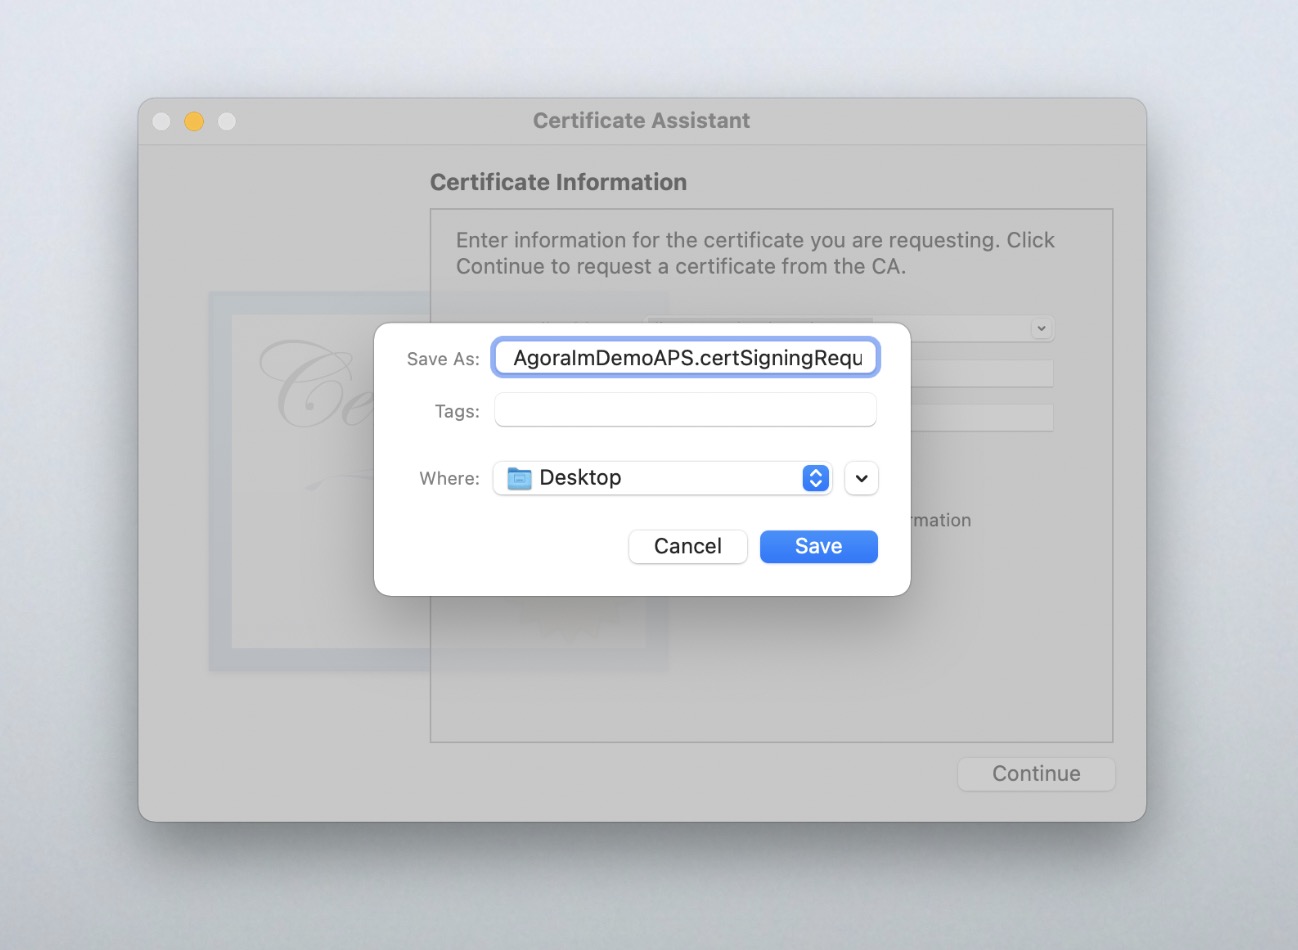 Certificate Assistant
Certificate Information
Enter information for the certificate you are requesting. Click
Continue to request a certificate from the CA.
Ce
Save As: AgoraImDemoAPS.certSigningRequ
Tags:
Where: Desktop
rmation
Cancel Save
Continue